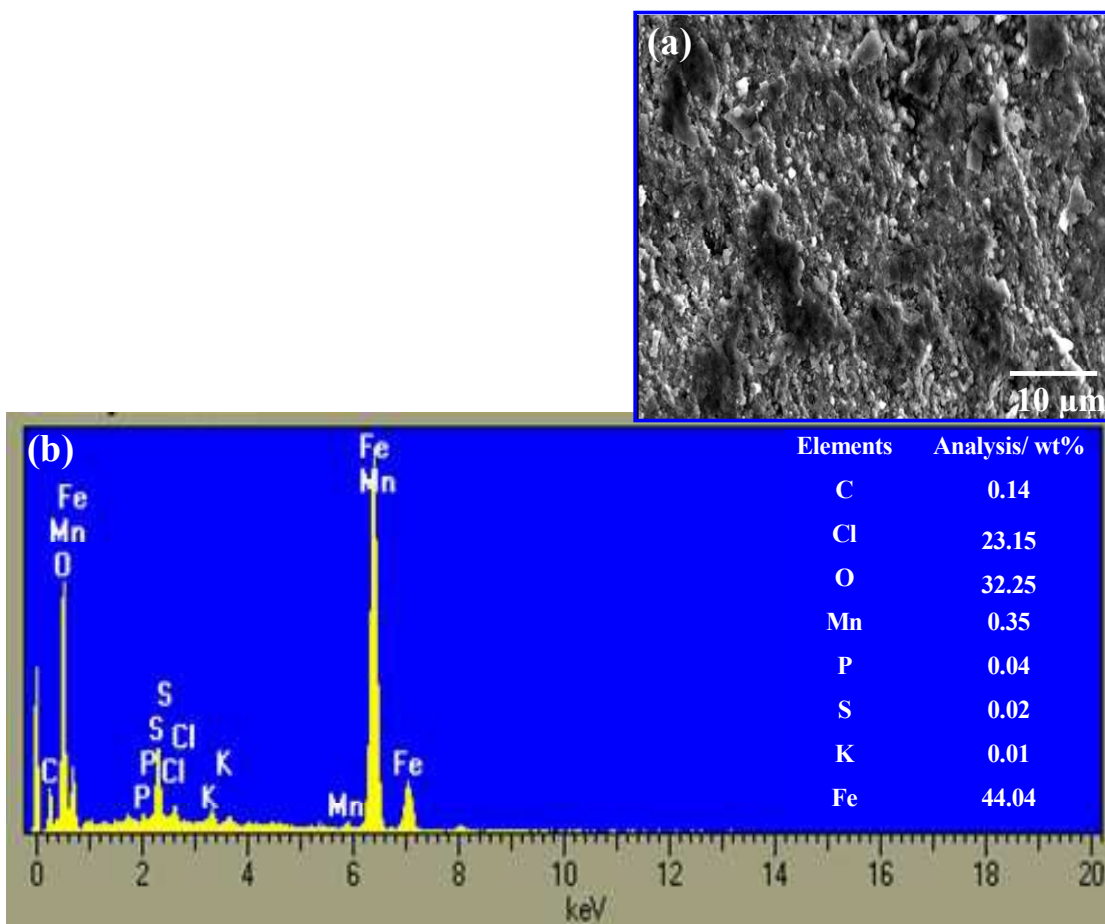 (a)
10 µm
(b)
Elements Analysis/ wt%
C 0.14
Cl 23.15
O 32.25
Mn 0.35
P 0.04
S 0.02
K 0.01
Fe 44.04
Fe
Mn
O
C
P
P
S
S
Cl
Cl
K
K
Mn
Fe
Mn
Fe
0 2 4 6 8 10 12 14 16 18 20
keV